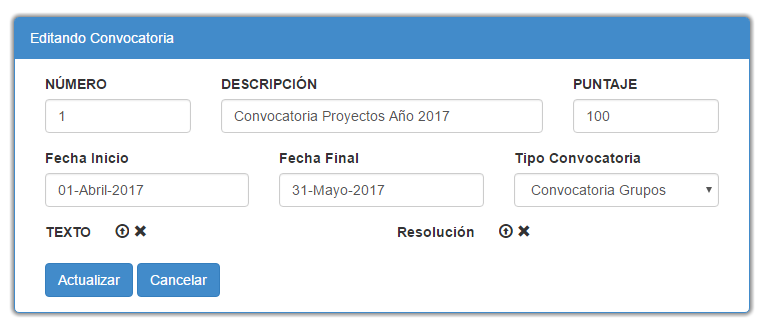 Editando Convocatoria
NÚMERO DESCRIPCIÓN PUNTAJE
1 Convocatoria Proyectos Año 2017 100
Fecha Inicio Fecha Final Tipo Convocatoria
01-Abril-2017 31-Mayo-2017 Convocatoria Grupos
TEXTO Resolución
Actualizar Cancelar